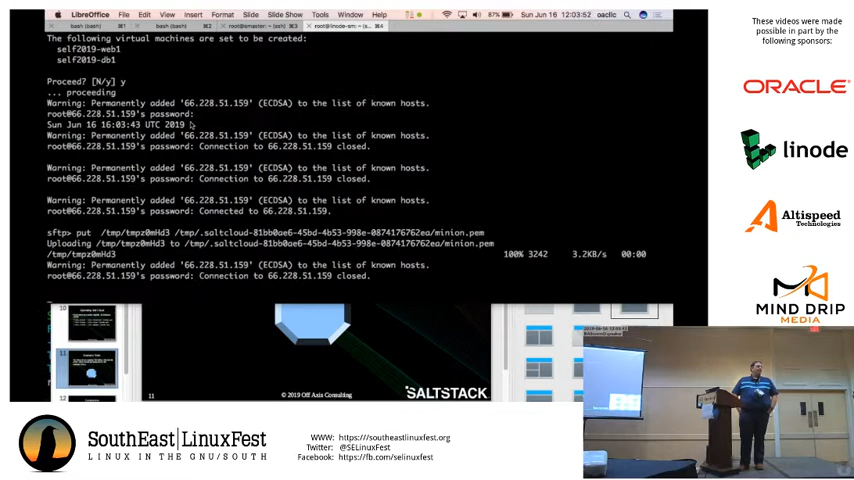 LibreOffice File Edit View Insert Format Slide Slide Show Tools Window Help 87% Sun Jun 16 12:03:52 oaclic
bash (bash) ⌘1 bash (bash) ⌘2 ⌘3 ⌘4
The following virtual machines are set to be created:
self2019-web1
self2019-db1
Proceed? [N/y] y
... proceeding
Warning: Permanently added '66.228.51.159' (ECDSA) to the list of known hosts.
root@66.228.51.159's password:
Sun Jun 16 16:03:43 UTC 2019
Warning: Permanently added '66.228.51.159' (ECDSA) to the list of known hosts.
root@66.228.51.159's password: Connection to 66.228.51.159 closed.
Warning: Permanently added '66.228.51.159' (ECDSA) to the list of known hosts.
root@66.228.51.159's password: Connection to 66.228.51.159 closed.
Warning: Permanently added '66.228.51.159' (ECDSA) to the list of known hosts.
root@66.228.51.159's password: Connected to 66.228.51.159.
sftp> put /tmp/tmpz0mHd3 /tmp/.saltcloud-81bb0ae6-45bd-4b53-998e-0874176762ea/minion.pem
Uploading /tmp/tmpz0mHd3 to /tmp/.saltcloud-81bb0ae6-45bd-4b53-998e-0874176762ea/minion.pem
/tmp/tmpz0mHd3 100% 3242 3.2KB/s 00:00
Warning: Permanently added '66.228.51.159' (ECDSA) to the list of known hosts.
root@66.228.51.159's password: Connection to 66.228.51.159 closed.
10
11
12
11
© 2019 Off Axis Consulting
SALTSTACK
These videos were made
possible in part by the
following sponsors:
ORACLE
linode
Altispeed
Technologies
MIND DRIP
MEDIA
SouthEast|LinuxFest
LINUX IN THE GNU/SOUTH
WWW: https://southeastlinuxfest.org
Twitter: @SELinuxFest
Facebook: https://fb.com/selinuxfest